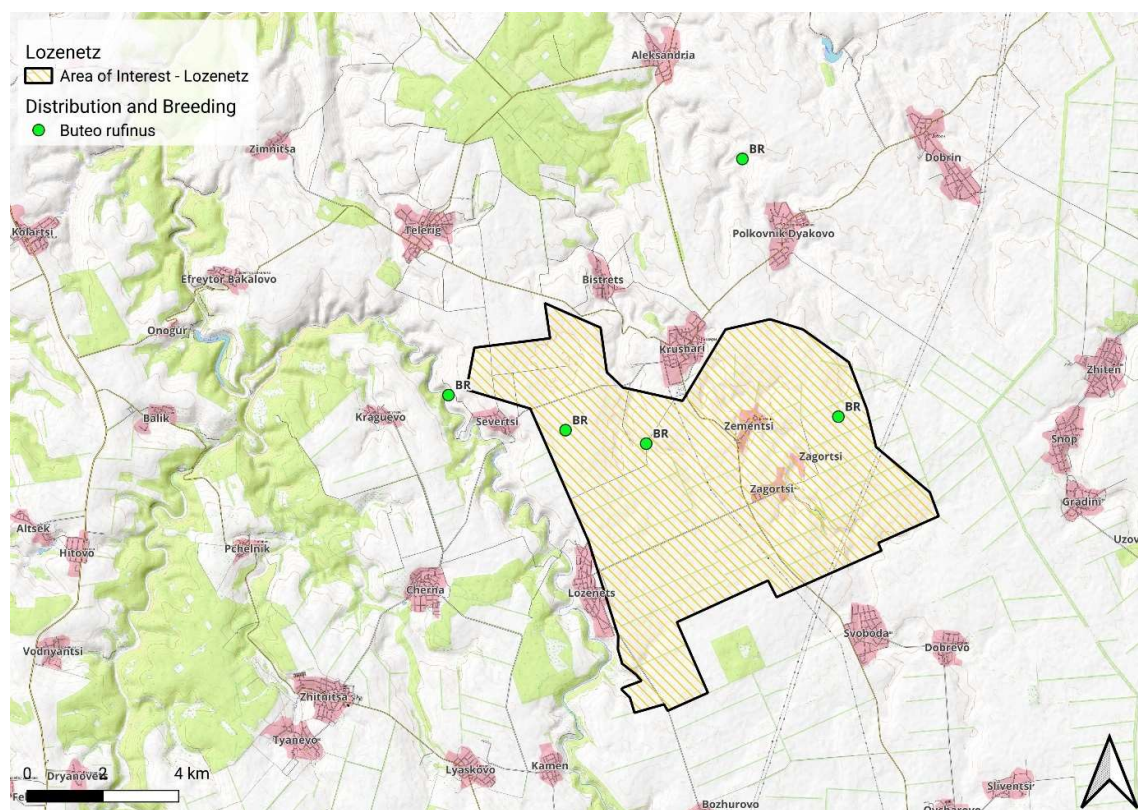 Lozenetz
Area of Interest - Lozenetz
Distribution and Breeding
Buteo rufinus
Aleksandria
Zimnitsa
BR
Dobrin
Kolartsi
Telerig
Polkovnik Dyakovo
Efreytor Bakalovo
Bistrets
Onogur
Krushari
Zhiten
BR
Balik
Kraguevo
Severtsi
BR
BR
Zementsi
BR
Snop
Zagortsi
Zagortsi
Gradini
Altsek
Hitovo
Pchelnik
Uzov
Cherna
Lozenets
Svoboda
Dobrevo
Vodnyantsi
Zhitnitsa
Tyanevo
Lyaskovo
Kamen
Dryanovets
Sliventsi
Bozhurovo
Ovcharovo
0 2 4 km